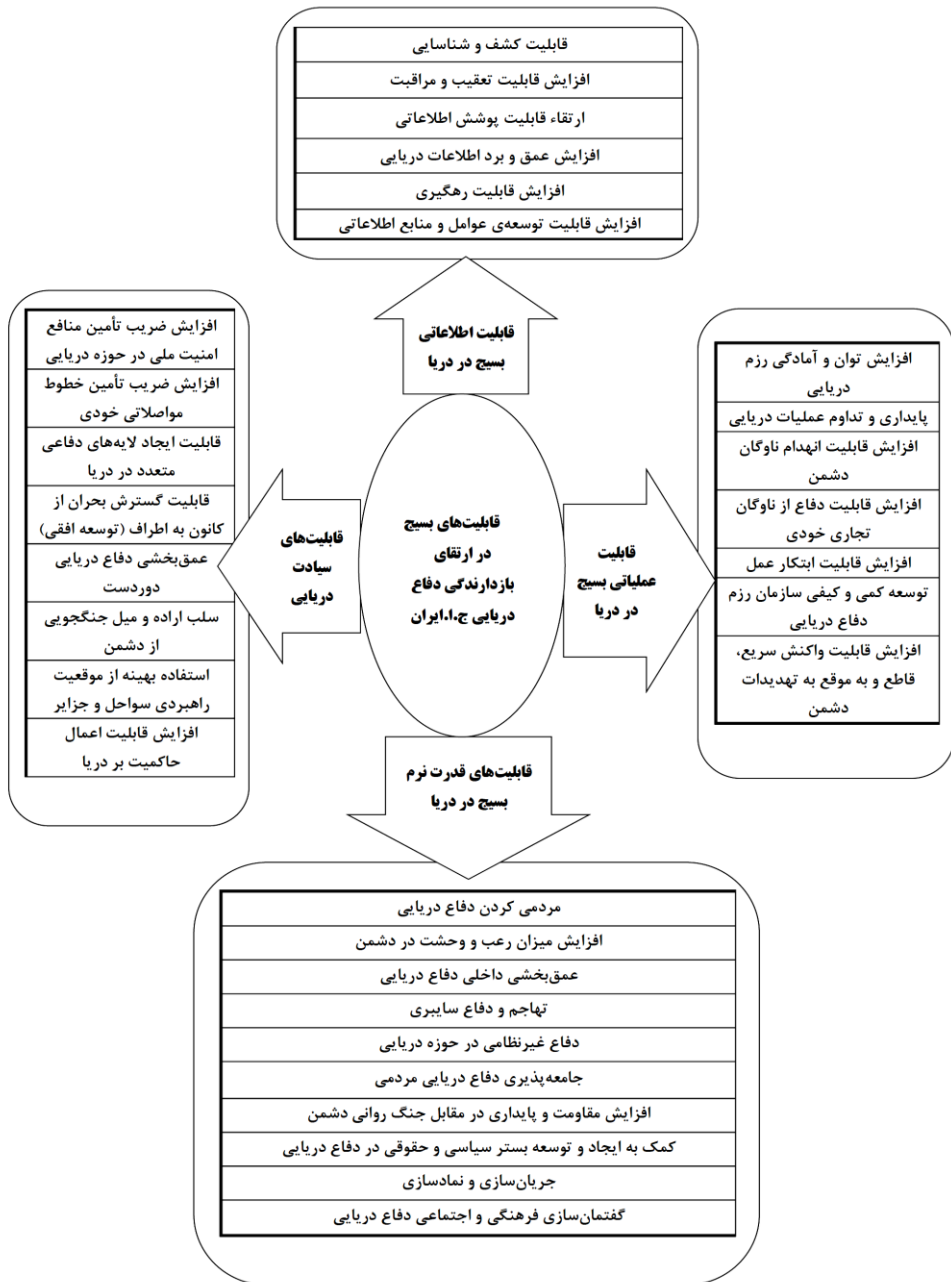 قابلیت کشف و شناسایی
افزایش قابلیت تعقیب و مراقبت
ارتقاء قابلیت پوشش اطلاعاتی
افزایش عمق و برد اطلاعات دریایی
افزایش قابلیت رهگیری
افزایش قابلیت توسعه‌ی عوامل و منابع اطلاعاتی
قابلیت اطلاعاتی
بسیج در دریا
افزایش توان و آمادگی رزم
دریایی
پایداری و تداوم عملیات دریایی
افزایش قابلیت انهدام ناوگان
دشمن
افزایش قابلیت دفاع از ناوگان
تجاری خودی
افزایش قابلیت ابتکار عمل
توسعه کمی و کیفی سازمان رزم
دفاع دریایی
افزایش قابلیت واکنش سریع،
قاطع و به موقع به تهدیدات
دشمن
قابلیت
عملیاتی بسیج
در دریا
قابلیت‌های بسیج
در ارتقای
بازدارندگی دفاع
دریایی ج.ا.ایران
قابلیت‌های
سیادت
دریایی
افزایش ضریب تأمین منافع
امنیت ملی در حوزه دریایی
افزایش ضریب تأمین خطوط
مواصلاتی خودی
قابلیت ایجاد لایه‌های دفاعی
متعدد در دریا
قابلیت گسترش بحران از
کانون به اطراف (توسعه افقی)
عمق‌بخشی دفاع دریایی
دوردست
سلب اراده و میل جنگجویی
از دشمن
استفاده بهینه از موقعیت
راهبردی سواحل و جزایر
افزایش قابلیت اعمال
حاکمیت بر دریا
قابلیت‌های قدرت نرم
بسیج در دریا
مردمی کردن دفاع دریایی
افزایش میزان رعب و وحشت در دشمن
عمق‌بخشی داخلی دفاع دریایی
تهاجم و دفاع سایبری
دفاع غیرنظامی در حوزه دریایی
جامعه‌پذیری دفاع دریایی مردمی
افزایش مقاومت و پایداری در مقابل جنگ روانی دشمن
کمک به ایجاد و توسعه بستر سیاسی و حقوقی در دفاع دریایی
جریان‌سازی و نمادسازی
گفتمان‌سازی فرهنگی و اجتماعی دفاع دریایی